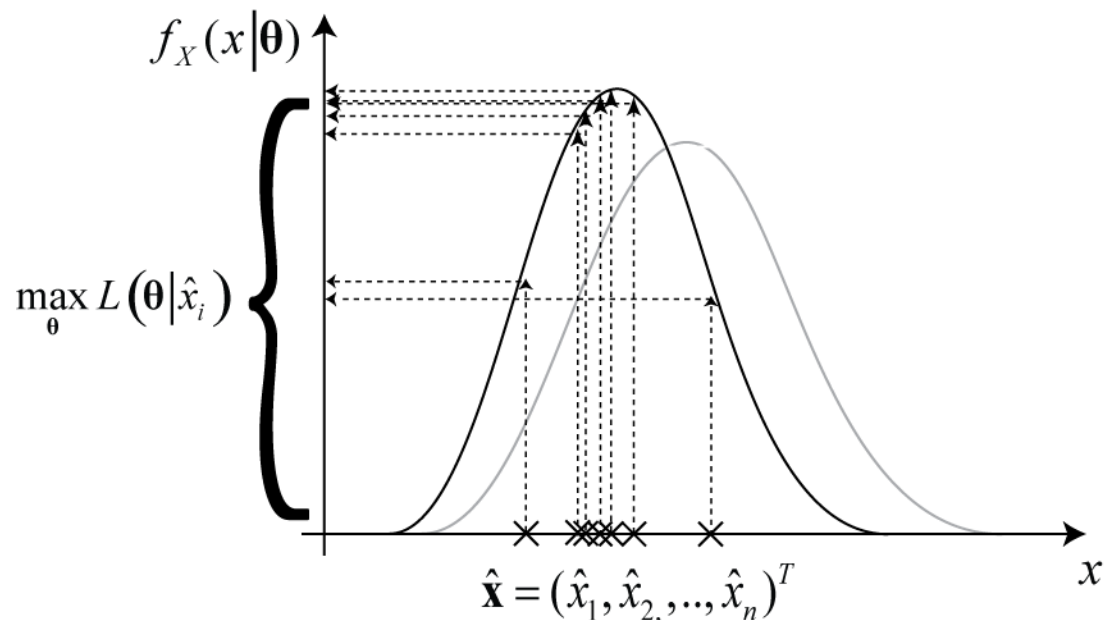 f_X(x|θ)
max_θ L(θ|x̂_i)
x
x̂ = (x̂_1, x̂_2, ,.., x̂_n)^T